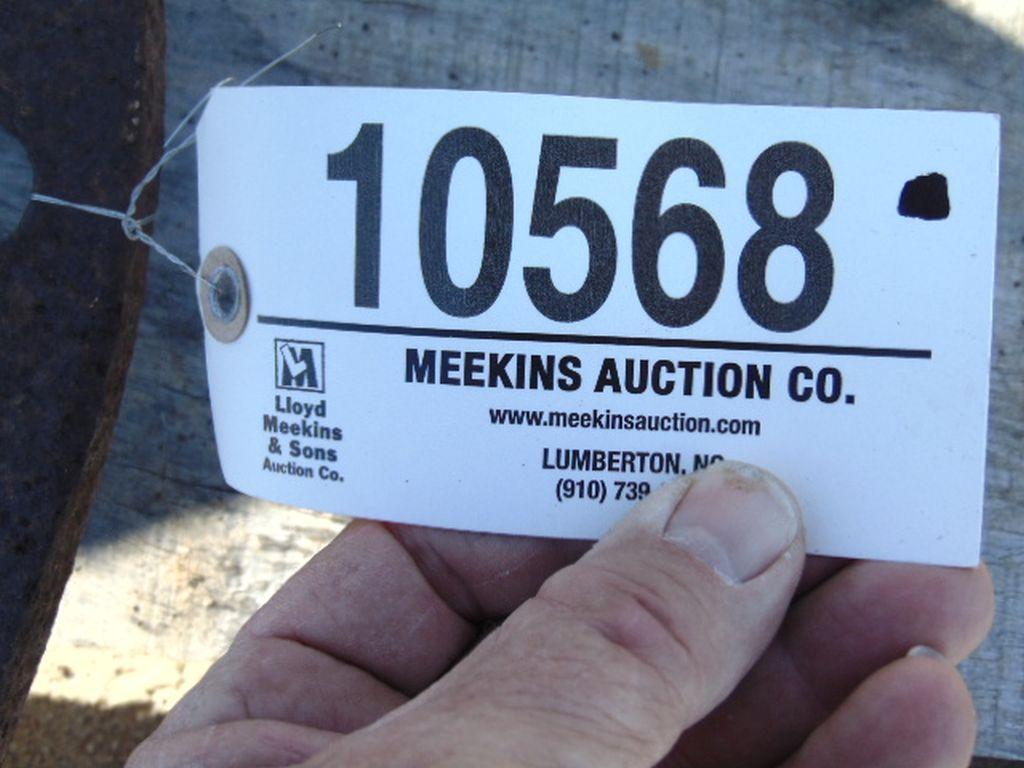 10568
MEEKINS AUCTION CO.
www.meekinsauction.com
LUMBERTON, NC
(910) 739
M
Lloyd
Meekins
& Sons
Auction Co.